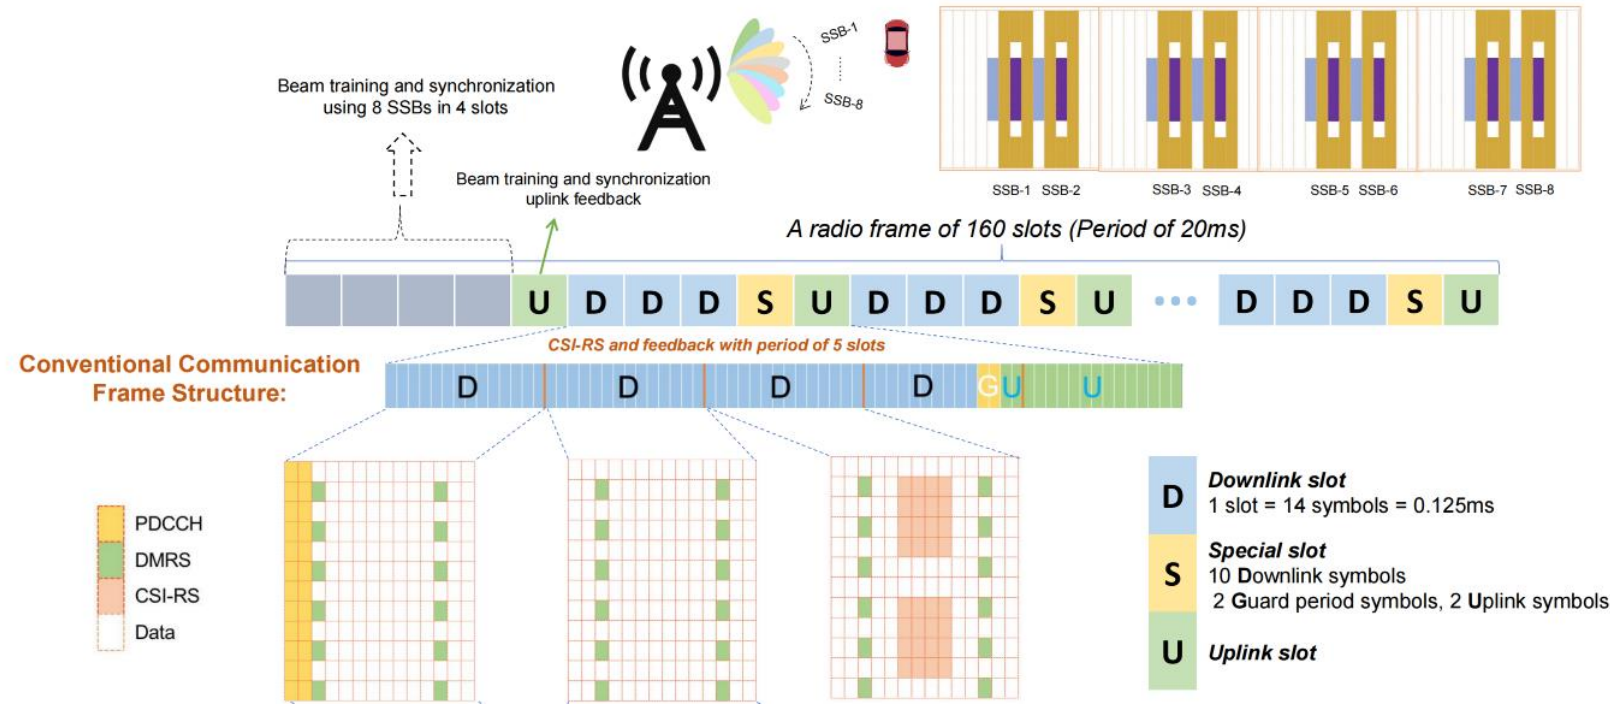 SSB-1
SSB-8
Beam training and synchronization
using 8 SSBs in 4 slots
Beam training and synchronization
uplink feedback
SSB-1 SSB-2 SSB-3 SSB-4 SSB-5 SSB-6 SSB-7 SSB-8
A radio frame of 160 slots (Period of 20ms)
U D D D S U D D D S U ... D D D S U
CSI-RS and feedback with period of 5 slots
Conventional Communication
Frame Structure:
D D D D G U U
PDCCH
DMRS
CSI-RS
Data
D Downlink slot
1 slot = 14 symbols = 0.125ms
S Special slot
10 Downlink symbols
2 Guard period symbols, 2 Uplink symbols
U Uplink slot